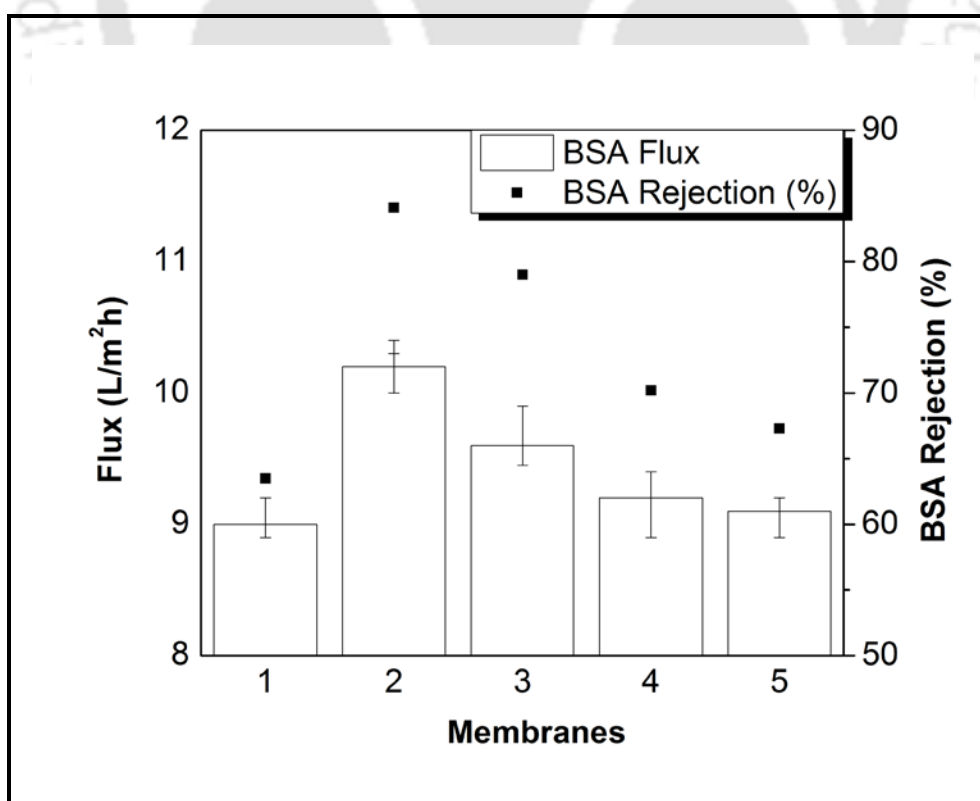 12
11
10
9
8
Flux (L/m²h)
90
80
70
60
50
BSA Rejection (%)
BSA Flux
BSA Rejection (%)
1 2 3 4 5
Membranes